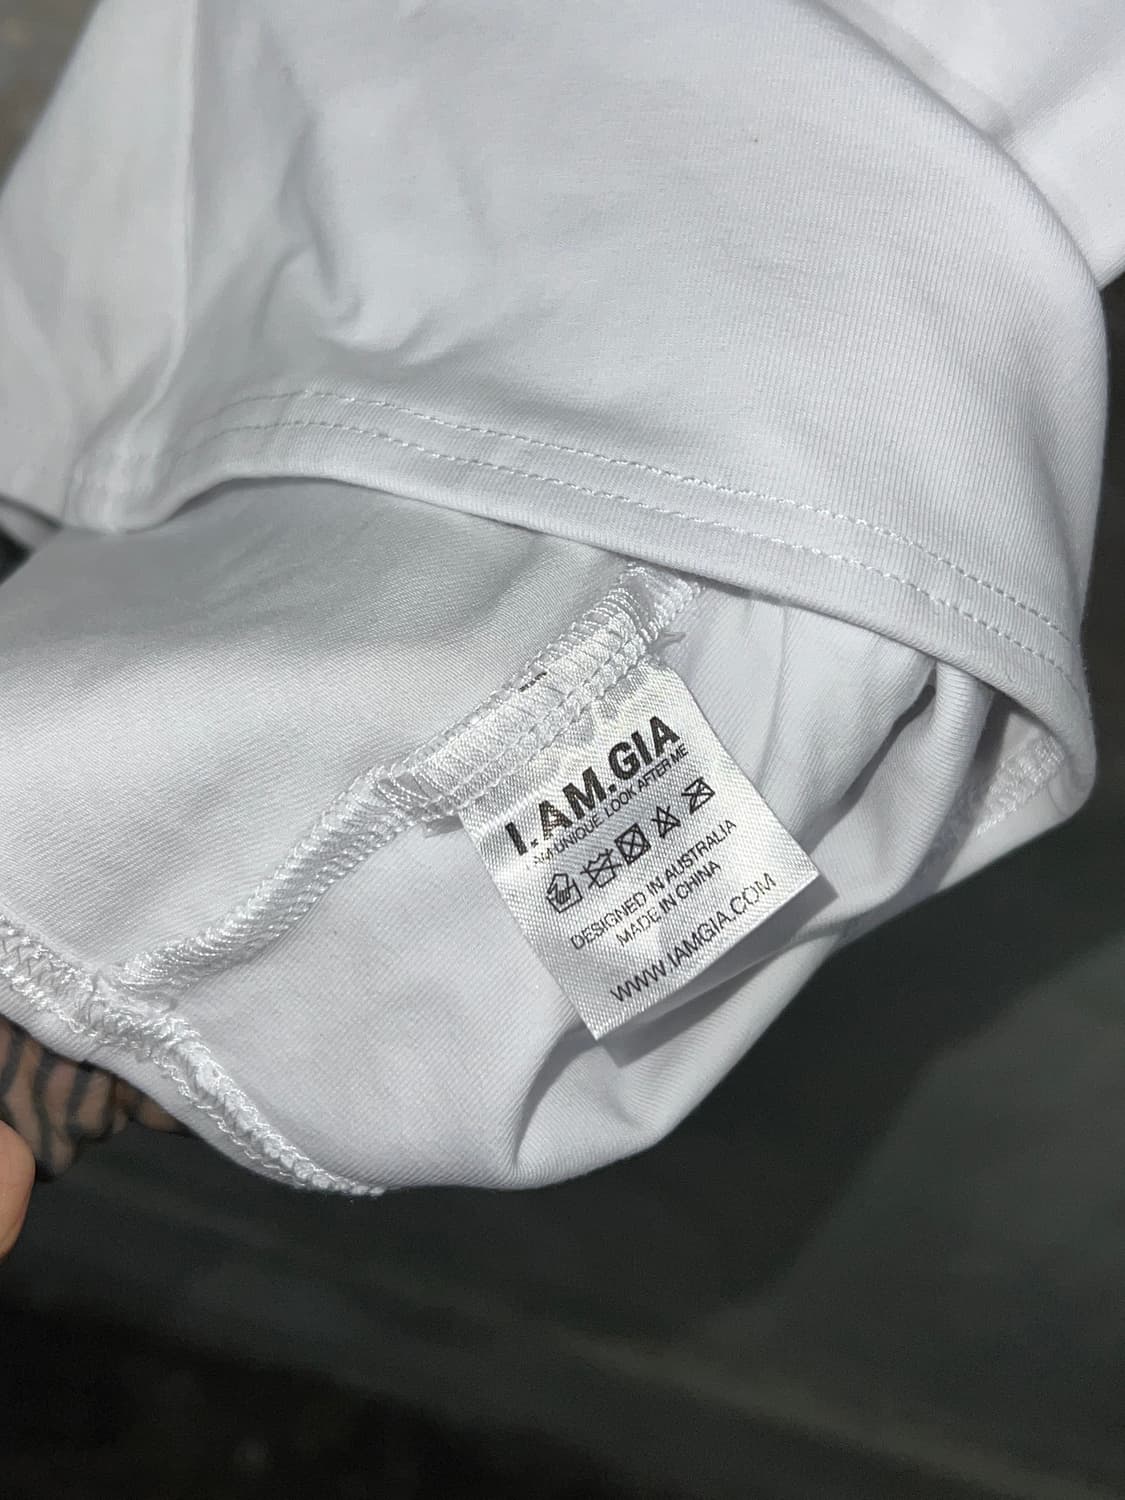 I.AM.GIA
I AM UNIQUE LOOK AFTER ME
DESIGNED IN AUSTRALIA
MADE IN CHINA
WWW.IAMGIA.COM